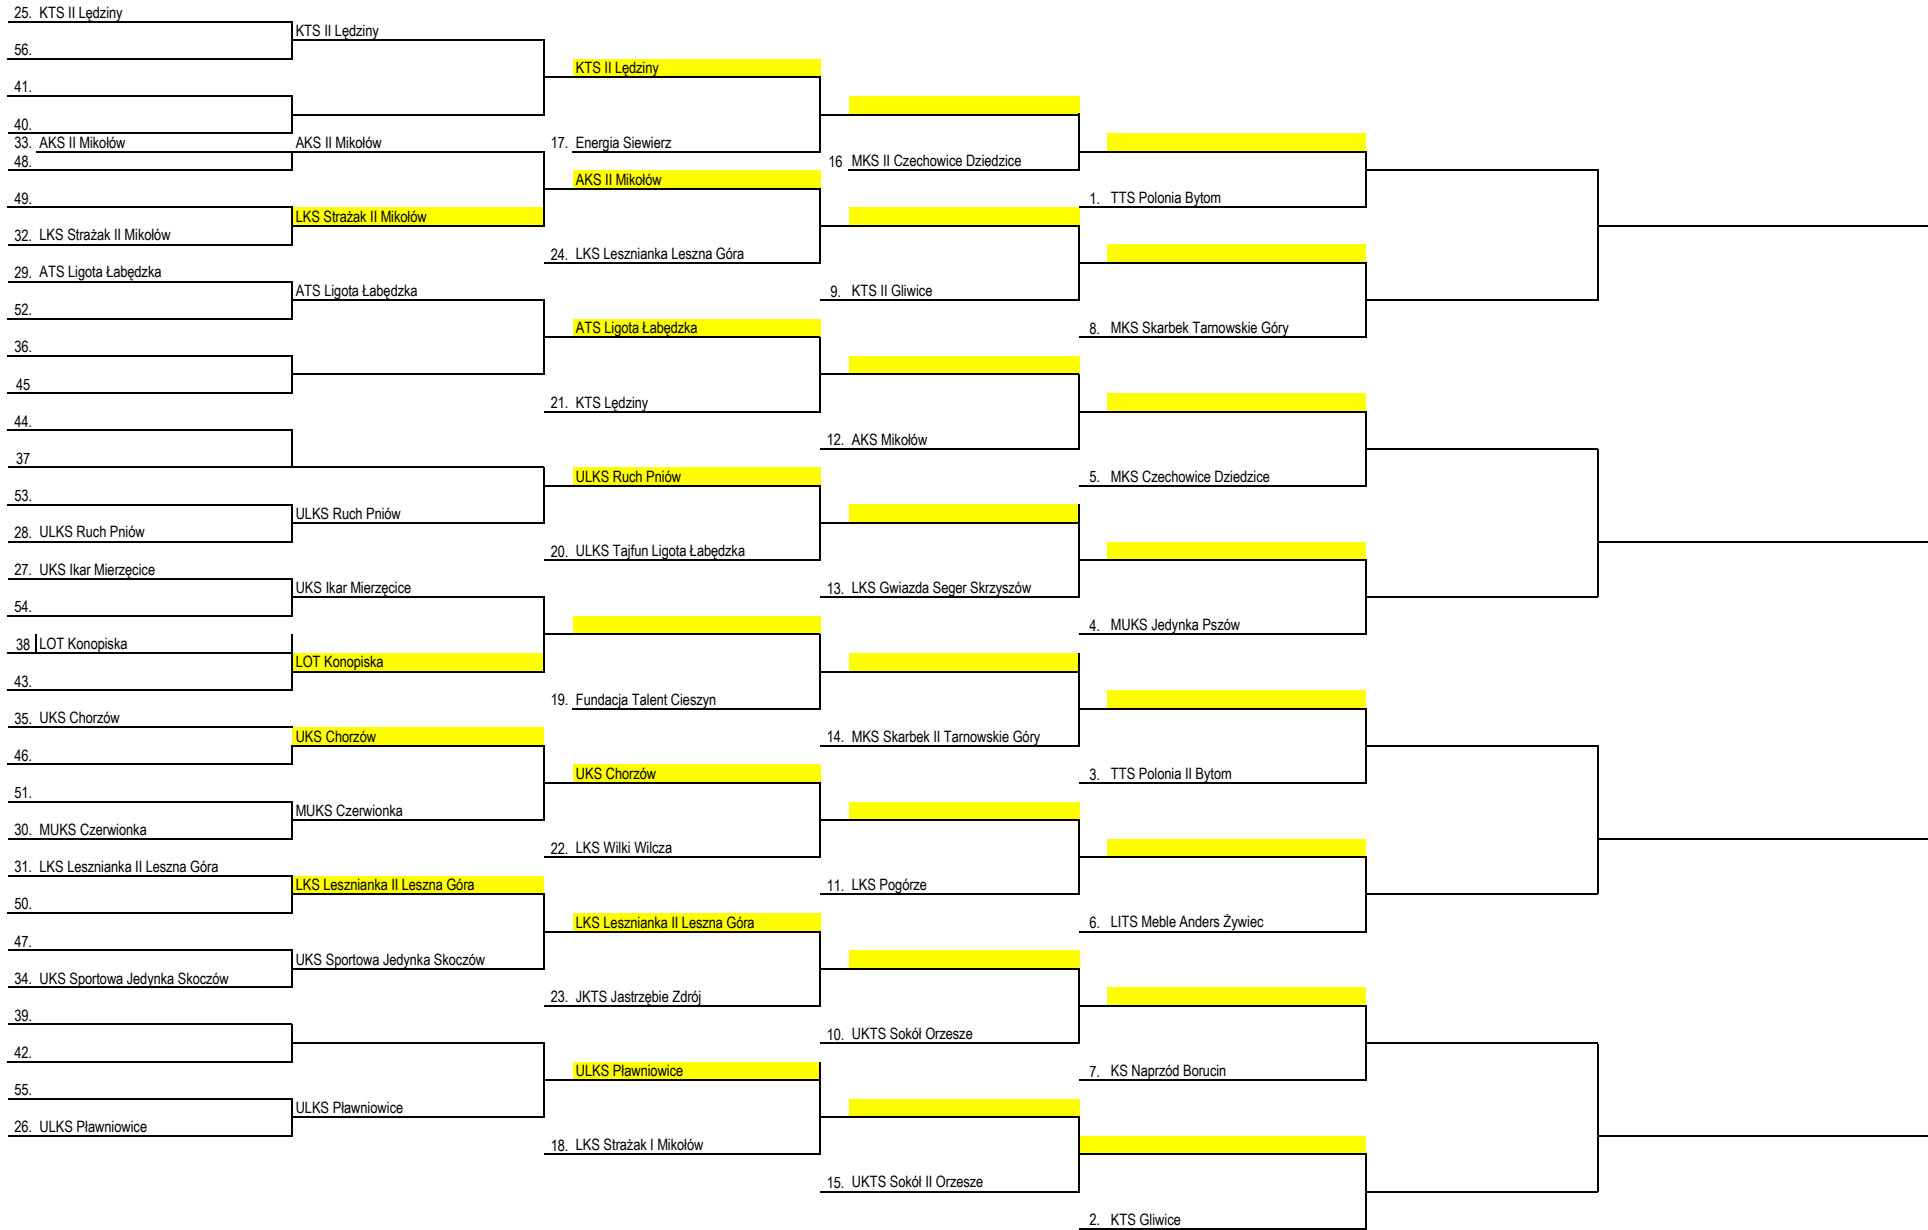 25. KTS II Lędziny
KTS II Lędziny
56.
KTS II Lędziny
41.
40.
33. AKS II Mikołów
AKS II Mikołów
17. Energia Siewierz
48.
16 MKS II Czechowice Dziedzice
AKS II Mikołów
49.
1. TTS Polonia Bytom
LKS Strażak II Mikołów
32. LKS Strażak II Mikołów
24. LKS Lesznianka Leszna Góra
29. ATS Ligota Łabędzka
ATS Ligota Łabędzka
9. KTS II Gliwice
52.
ATS Ligota Łabędzka
8. MKS Skarbek Tarnowskie Góry
36.
45
21. KTS Lędziny
44.
12. AKS Mikołów
37
ULKS Ruch Pniów
5. MKS Czechowice Dziedzice
53.
ULKS Ruch Pniów
28. ULKS Ruch Pniów
20. ULKS Tajfun Ligota Łabędzka
27. UKS Ikar Mierzęcice
UKS Ikar Mierzęcice
13. LKS Gwiazda Seger Skrzyszów
54.
4. MUKS Jedynka Pszów
38 LOT Konopiska
LOT Konopiska
43.
19. Fundacja Talent Cieszyn
35. UKS Chorzów
UKS Chorzów
14. MKS Skarbek II Tarnowskie Góry
46.
UKS Chorzów
3. TTS Polonia II Bytom
51.
MUKS Czerwionka
30. MUKS Czerwionka
22. LKS Wilki Wilcza
31. LKS Lesznianka II Leszna Góra
LKS Lesznianka II Leszna Góra
11. LKS Pogórze
50.
LKS Lesznianka II Leszna Góra
6. LITS Meble Anders Żywiec
47.
UKS Sportowa Jedynka Skoczów
34. UKS Sportowa Jedynka Skoczów
23. JKTS Jastrzębie Zdrój
39.
10. UKTS Sokół Orzesze
42.
ULKS Pławniowice
7. KS Naprzód Borucin
55.
ULKS Pławniowice
26. ULKS Pławniowice
18. LKS Strażak I Mikołów
15. UKTS Sokół II Orzesze
2. KTS Gliwice